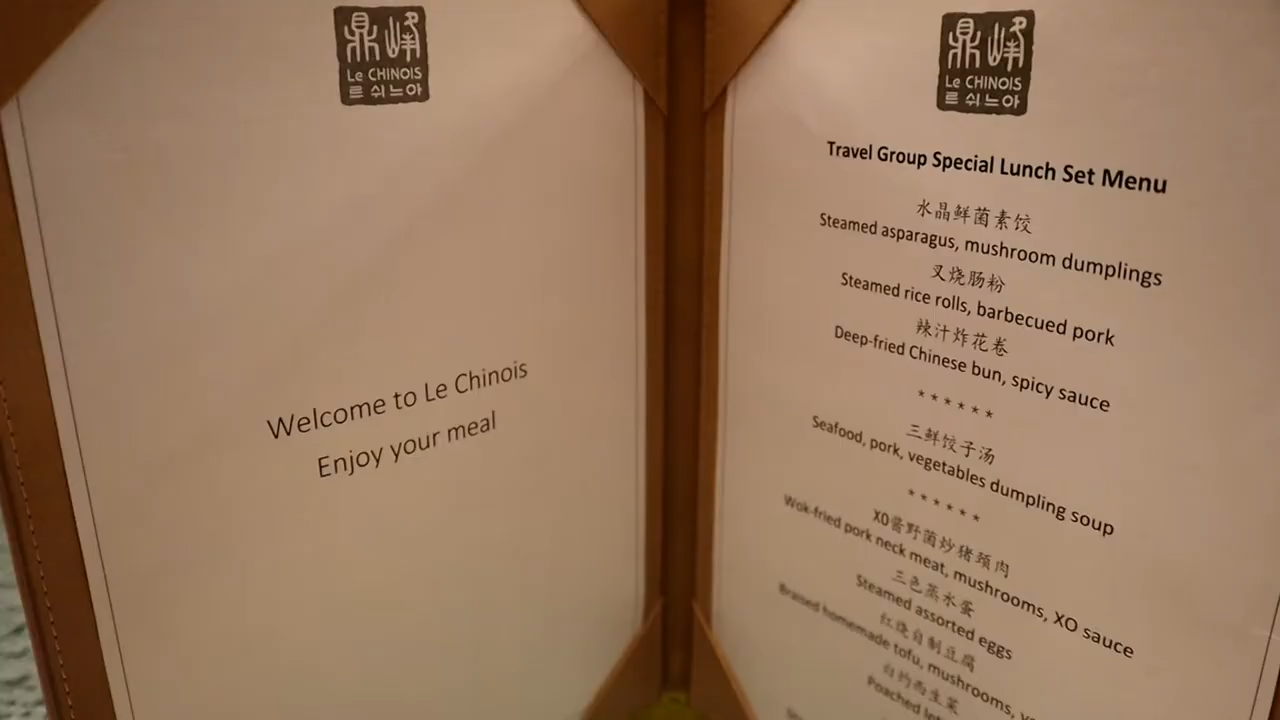 鼎峰
Le CHINOIS
르 쉬느아
Welcome to Le Chinois
Enjoy your meal
鼎峰
Le CHINOIS
르 쉬느아
Travel Group Special Lunch Set Menu
水晶鲜菌素饺
Steamed asparagus, mushroom dumplings
叉烧肠粉
Steamed rice rolls, barbecued pork
辣汁炸花卷
Deep-fried Chinese bun, spicy sauce
******
三鲜饺子汤
Seafood, pork, vegetables dumpling soup
******
XO酱野菌炒猪颈肉
Wok-fried pork neck meat, mushrooms, XO sauce
三色蒸水蛋
Steamed assorted eggs
红烧自制豆腐
Braised homemade tofu, mushrooms,
白灼西生菜
Poached